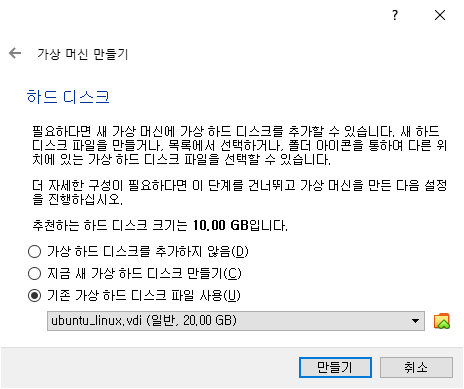 ?
가상 머신 만들기
하드 디스크
필요하다면 새 가상 머신에 가상 하드 디스크를 추가할 수 있습니다. 새 하드
디스크 파일을 만들거나, 목록에서 선택하거나, 폴더 아이콘을 통하여 다른 위
치에 있는 가상 하드 디스크 파일을 선택할 수 있습니다.
더 자세한 구성이 필요하다면 이 단계를 건너뛰고 가상 머신을 만든 다음 설정
을 진행하십시오.
추천하는 하드 디스크 크기는 10.00 GB입니다.
가상 하드 디스크를 추가하지 않음(D)
지금 새 가상 하드 디스크 만들기(C)
기존 가상 하드 디스크 파일 사용(U)
ubuntu_linux.vdi (일반, 20.00 GB)
만들기 취소